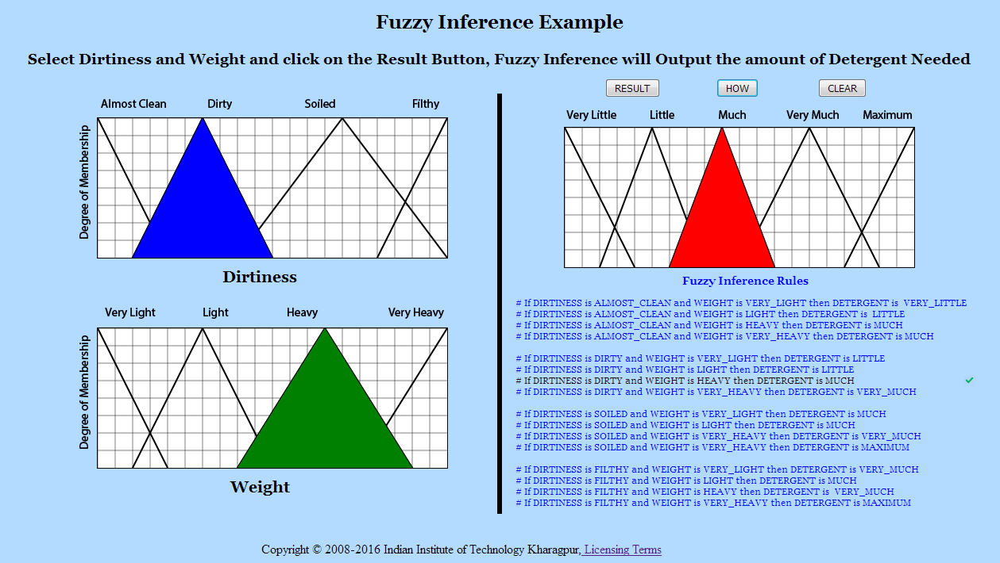 Fuzzy Inference Example
Select Dirtiness and Weight and click on the Result Button, Fuzzy Inference will Output the amount of Detergent Needed
Almost Clean Dirty Soiled Filthy
Degree of Membership
Dirtiness
Very Light Light Heavy Very Heavy
Degree of Membership
Weight
RESULT HOW CLEAR
Very Little Little Much Very Much Maximum
Fuzzy Inference Rules
# If DIRTINESS is ALMOST_CLEAN and WEIGHT is VERY_LIGHT then DETERGENT is VERY_LITTLE
# If DIRTINESS is ALMOST_CLEAN and WEIGHT is LIGHT then DETERGENT is LITTLE
# If DIRTINESS is ALMOST_CLEAN and WEIGHT is HEAVY then DETERGENT is MUCH
# If DIRTINESS is ALMOST_CLEAN and WEIGHT is VERY_HEAVY then DETERGENT is MUCH
# If DIRTINESS is DIRTY and WEIGHT is VERY_LIGHT then DETERGENT is LITTLE
# If DIRTINESS is DIRTY and WEIGHT is LIGHT then DETERGENT is LITTLE
# If DIRTINESS is DIRTY and WEIGHT is HEAVY then DETERGENT is MUCH
# If DIRTINESS is DIRTY and WEIGHT is VERY_HEAVY then DETERGENT is VERY_MUCH
# If DIRTINESS is SOILED and WEIGHT is VERY_LIGHT then DETERGENT is MUCH
# If DIRTINESS is SOILED and WEIGHT is LIGHT then DETERGENT is MUCH
# If DIRTINESS is SOILED and WEIGHT is VERY_HEAVY then DETERGENT is VERY_MUCH
# If DIRTINESS is SOILED and WEIGHT is VERY_HEAVY then DETERGENT is MAXIMUM
# If DIRTINESS is FILTHY and WEIGHT is VERY_LIGHT then DETERGENT is VERY_MUCH
# If DIRTINESS is FILTHY and WEIGHT is LIGHT then DETERGENT is MUCH
# If DIRTINESS is FILTHY and WEIGHT is HEAVY then DETERGENT is VERY_MUCH
# If DIRTINESS is FILTHY and WEIGHT is VERY_HEAVY then DETERGENT is MAXIMUM
Copyright © 2008-2016 Indian Institute of Technology Kharagpur, Licensing Terms